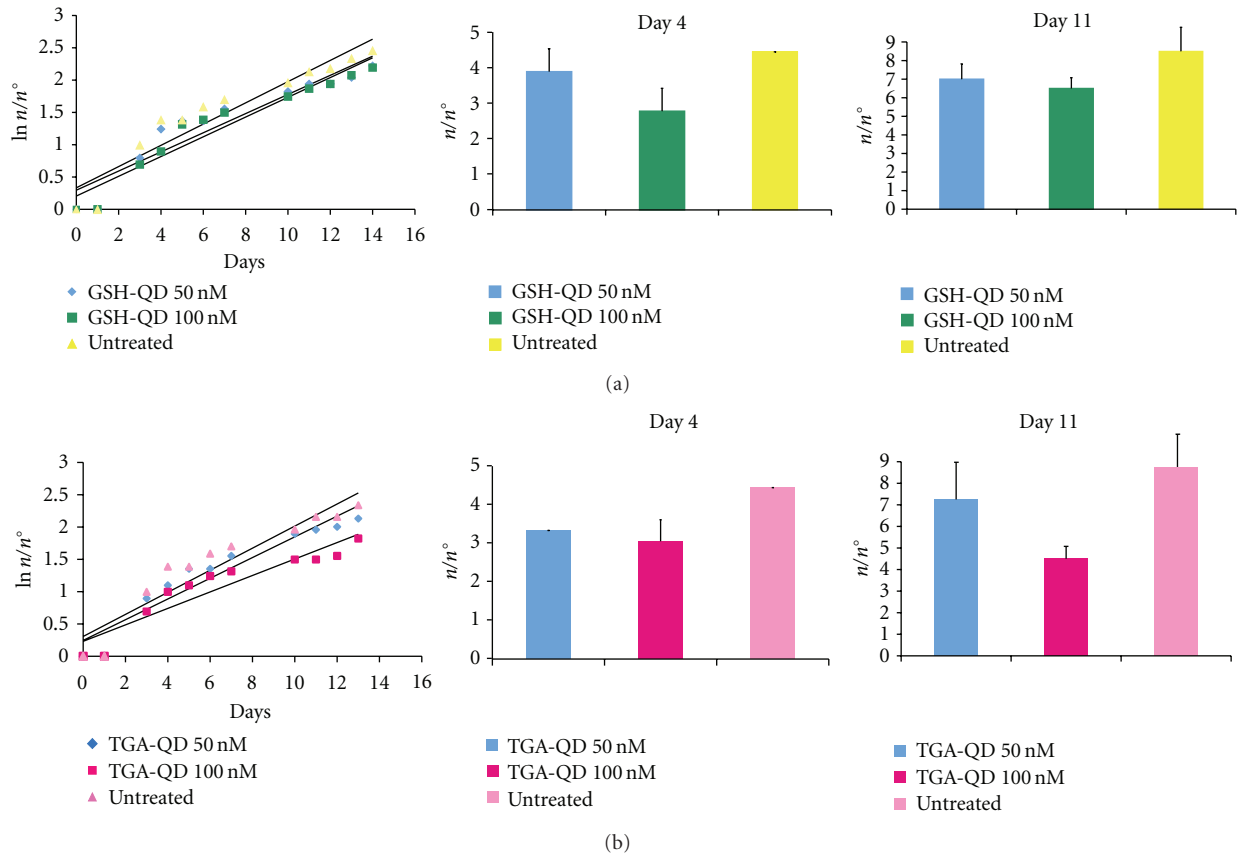 Day 4
Day 11
3
2.5
2
1.5
1
0.5
0
ln n/n°
0 2 4 6 8 10 12 14 16
Days
5
4
3
2
1
0
n/n°
9
8
7
6
5
4
3
2
1
0
n/n°
GSH-QD 50 nM
GSH-QD 100 nM
Untreated
GSH-QD 50 nM
GSH-QD 100 nM
Untreated
GSH-QD 50 nM
GSH-QD 100 nM
Untreated
(a)
Day 4
Day 11
3
2.5
2
1.5
1
0.5
0
ln n/n°
0 2 4 6 8 10 12 14 16
Days
5
4
3
2
1
0
n/n°
9
8
7
6
5
4
3
2
1
0
n/n°
TGA-QD 50 nM
TGA-QD 100 nM
Untreated
TGA-QD 50 nM
TGA-QD 100 nM
Untreated
TGA-QD 50 nM
TGA-QD 100 nM
Untreated
(b)